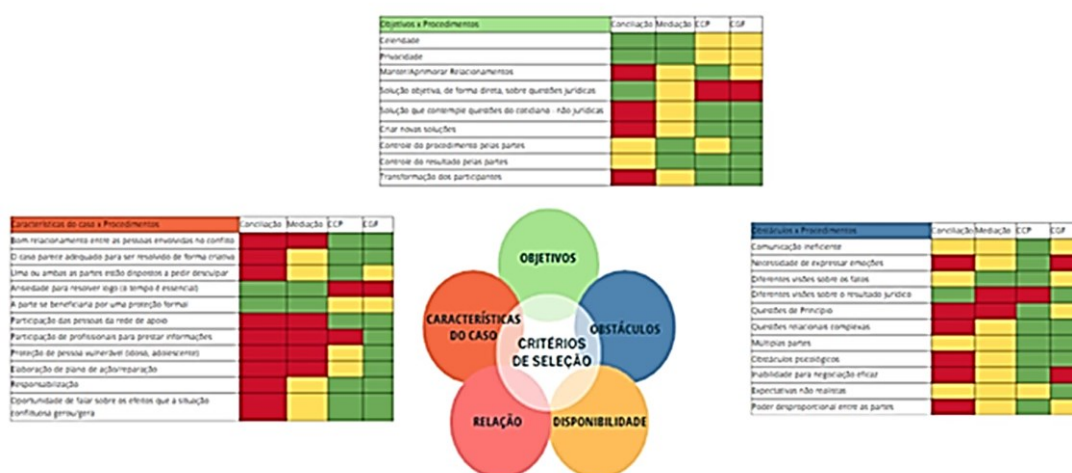 Objetivos x Procedimentos Conciliação Mediação CCP CGF
Celeridade
Privacidade
Manter/Aprimorar Relacionamentos
Solução objetiva, de forma direta, sobre questões jurídicas
Solução que contemple questões do cotidiano - não jurídicas
Criar novas soluções
Controle do procedimento pelas partes
Controle do resultado pelas partes
Transformação dos participantes
Características do caso x Procedimentos Conciliação Mediação CCP CGF
Bom relacionamento entre as pessoas envolvidas no conflito
O caso parece adequado para ser resolvido de forma criativa
Uma ou ambas as partes estão dispostos a pedir desculpar
Ansiedade para resolver logo (o tempo é essencial)
A parte se beneficiaria por uma proteção formal
Participação das pessoas da rede de apoio
Participação de profissionais para prestar informações
Proteção de pessoa vulnerável (idoso, adolescente)
Elaboração de plano de ação/reparação
Responsabilização
Oportunidade de falar sobre os efeitos que a situação
conflituosa gerou/gera
OBJETIVOS
CARACTERÍSTICAS
DO CASO
OBSTÁCULOS
CRITÉRIOS
DE SELEÇÃO
RELAÇÃO
DISPONIBILIDADE
Obstáculos x Procedimentos Conciliação Mediação CCP CGF
Comunicação ineficiente
Necessidade de expressar emoções
Diferentes visões sobre os fatos
Diferentes visões sobre o resultado jurídico
Questões de Princípio
Questões relacionais complexas
Múltiplas partes
Obstáculos psicológicos
Inabilidade para negociação eficaz
Expectativas não realistas
Poder desproporcional entre as partes